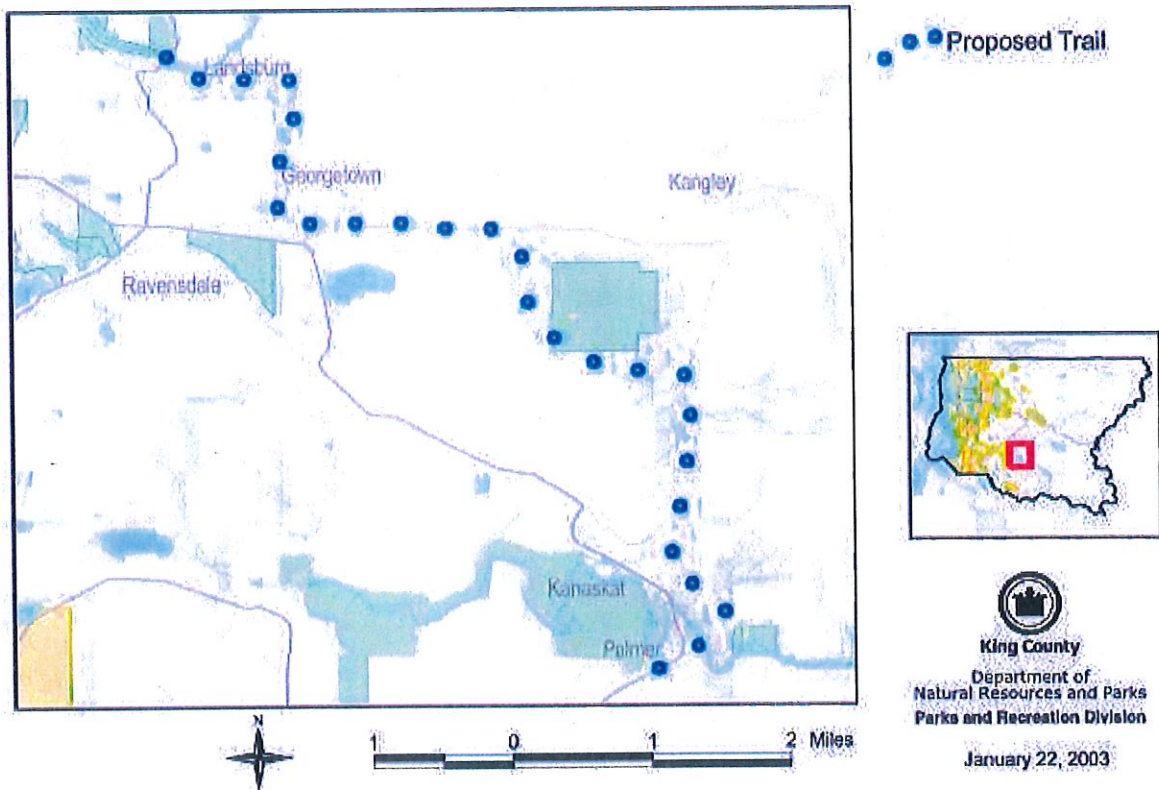 Proposed Trail
Landsburg
Georgetown
Kangley
Ravensdale
Kanaskat
Palmer
N
1 0 1 2 Miles
King County
Department of
Natural Resources and Parks
Parks and Recreation Division
January 22, 2003